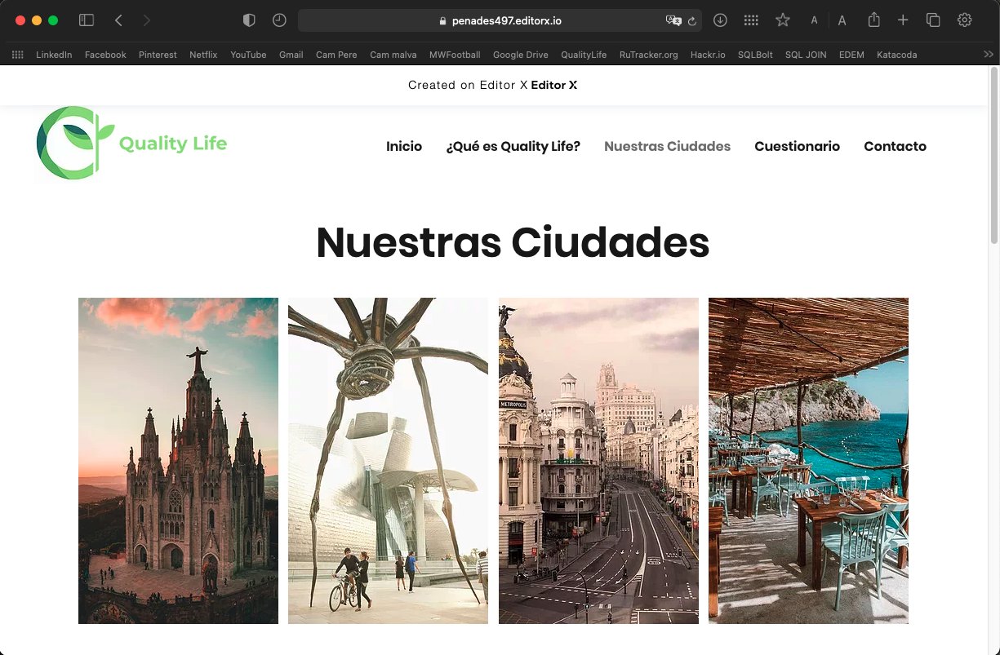 penades497.editorx.io
A A
LinkedIn Facebook Pinterest Netflix YouTube Gmail Cam Pere Cam malva MWFootball Google Drive QualityLife RuTracker.org Hackr.io SQLBolt SQL JOIN EDEM Katacoda
Created on Editor X Editor X
Quality Life
Inicio ¿Qué es Quality Life? Nuestras Ciudades Cuestionario Contacto
Nuestras Ciudades
METROPOLIS